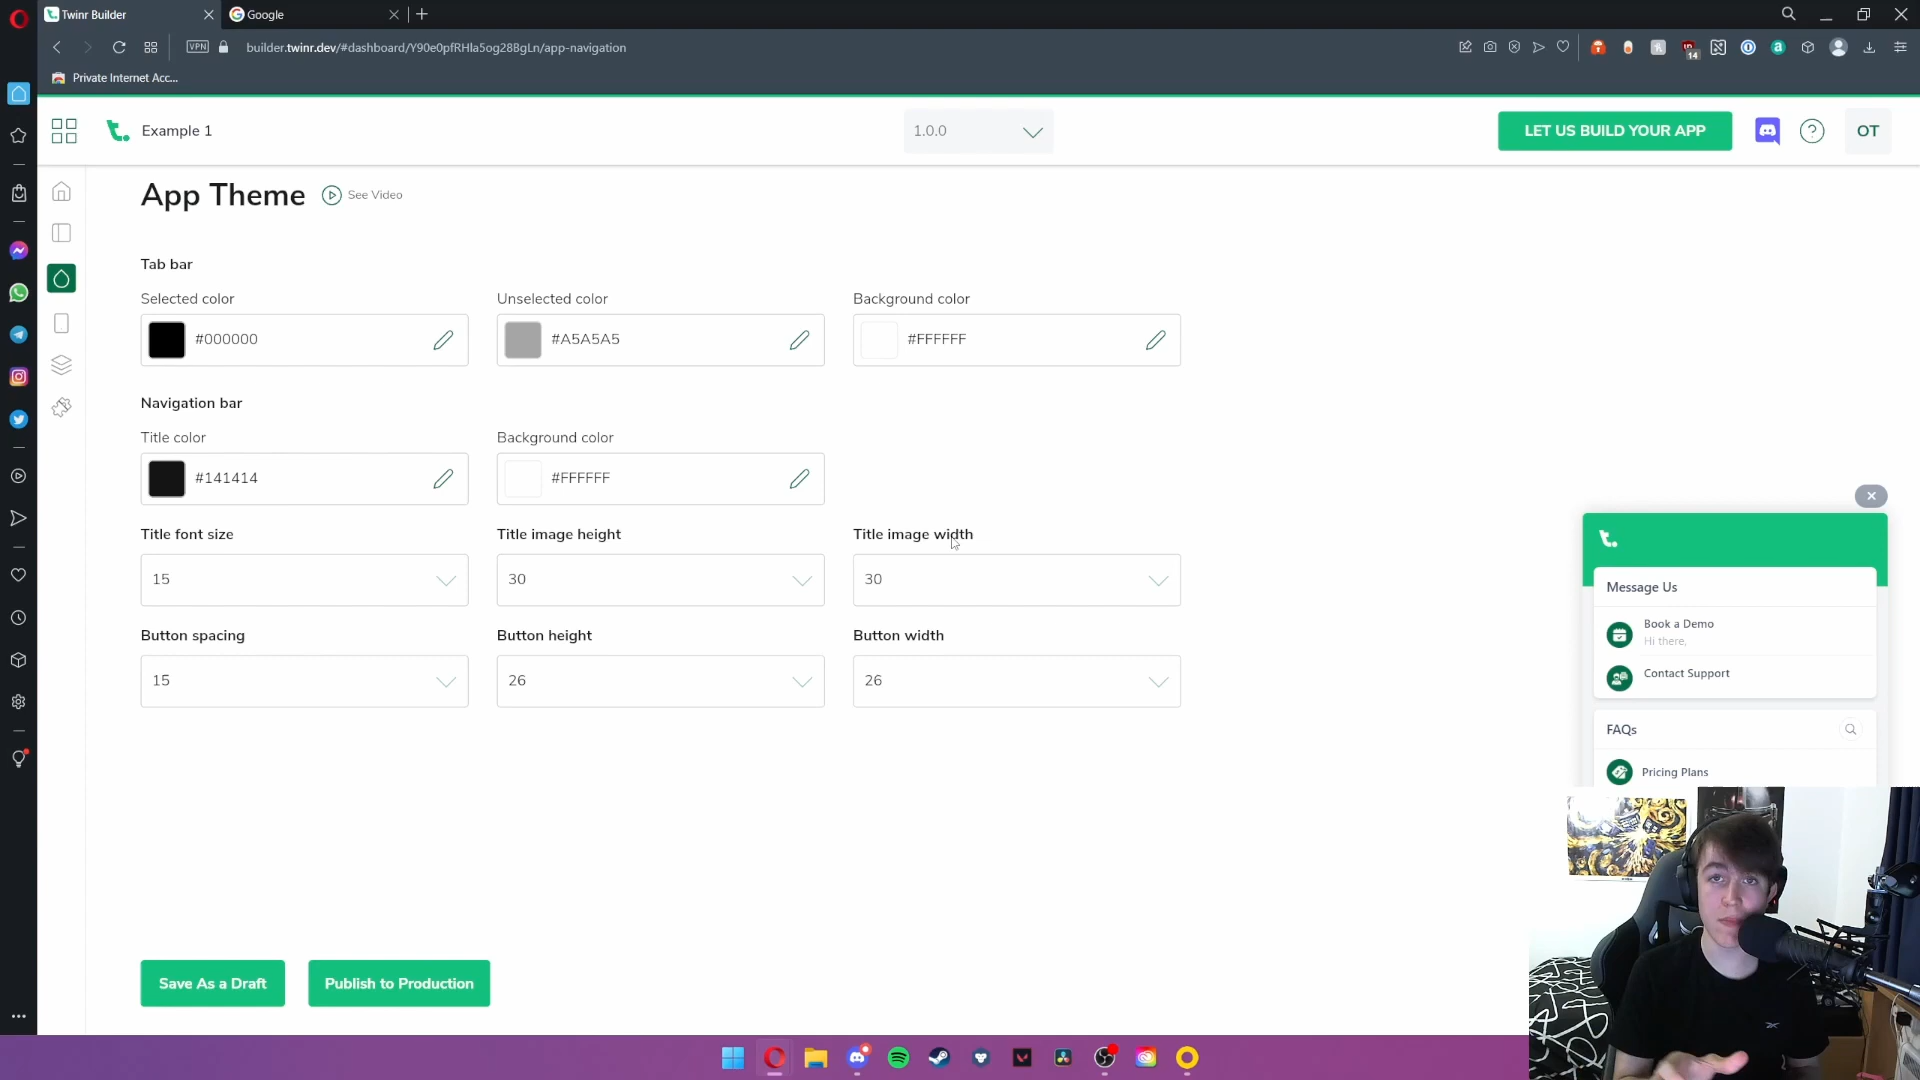 Twinr Builder
Google
VPN
builder.twinr.dev/#dashboard/Y90e0pfRHla5og28BgLn/app-navigation
14
Private Internet Acc...
Example 1
1.0.0
LET US BUILD YOUR APP
OT
App Theme
See Video
Tab bar
Selected color
Unselected color
Background color
#000000
#A5A5A5
#FFFFFF
Navigation bar
Title color
Background color
#141414
#FFFFFF
Title font size
Title image height
Title image width
15
30
30
Button spacing
Button height
Button width
15
26
26
Message Us
Book a Demo
Hi there,
Contact Support
FAQs
Pricing Plans
Save As a Draft
Publish to Production